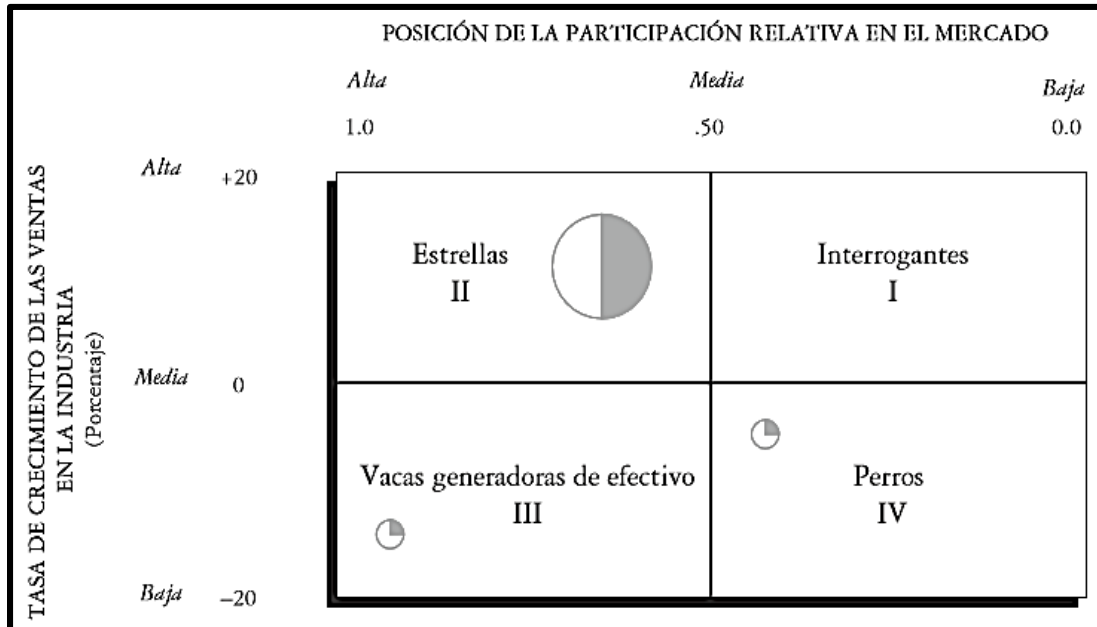 POSICIÓN DE LA PARTICIPACIÓN RELATIVA EN EL MERCADO
Alta
Media
Baja
1.0
.50
0.0
TASA DE CRECIMIENTO DE LAS VENTAS
EN LA INDUSTRIA
(Porcentaje)
Alta
+20
Estrellas
II
Interrogantes
I
Media
0
Vacas generadoras de efectivo
III
Perros
IV
Baja
–20